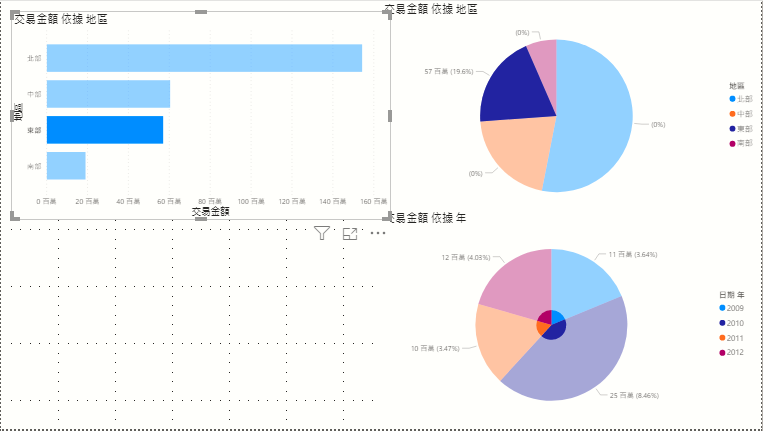 交易金額 依據 地區
北部
中部
東部
南部
地區
0 百萬 20 百萬 40 百萬 60 百萬 80 百萬 100 百萬 120 百萬 140 百萬 160 百萬
交易金額
交易金額 依據 地區
(0%)
57 百萬 (19.6%)
(0%)
(0%)
地區
北部
中部
東部
南部
交易金額 依據 年
12 百萬 (4.03%)
11 百萬 (3.64%)
10 百萬 (3.47%)
25 百萬 (8.46%)
日期 年
2009
2010
2011
2012